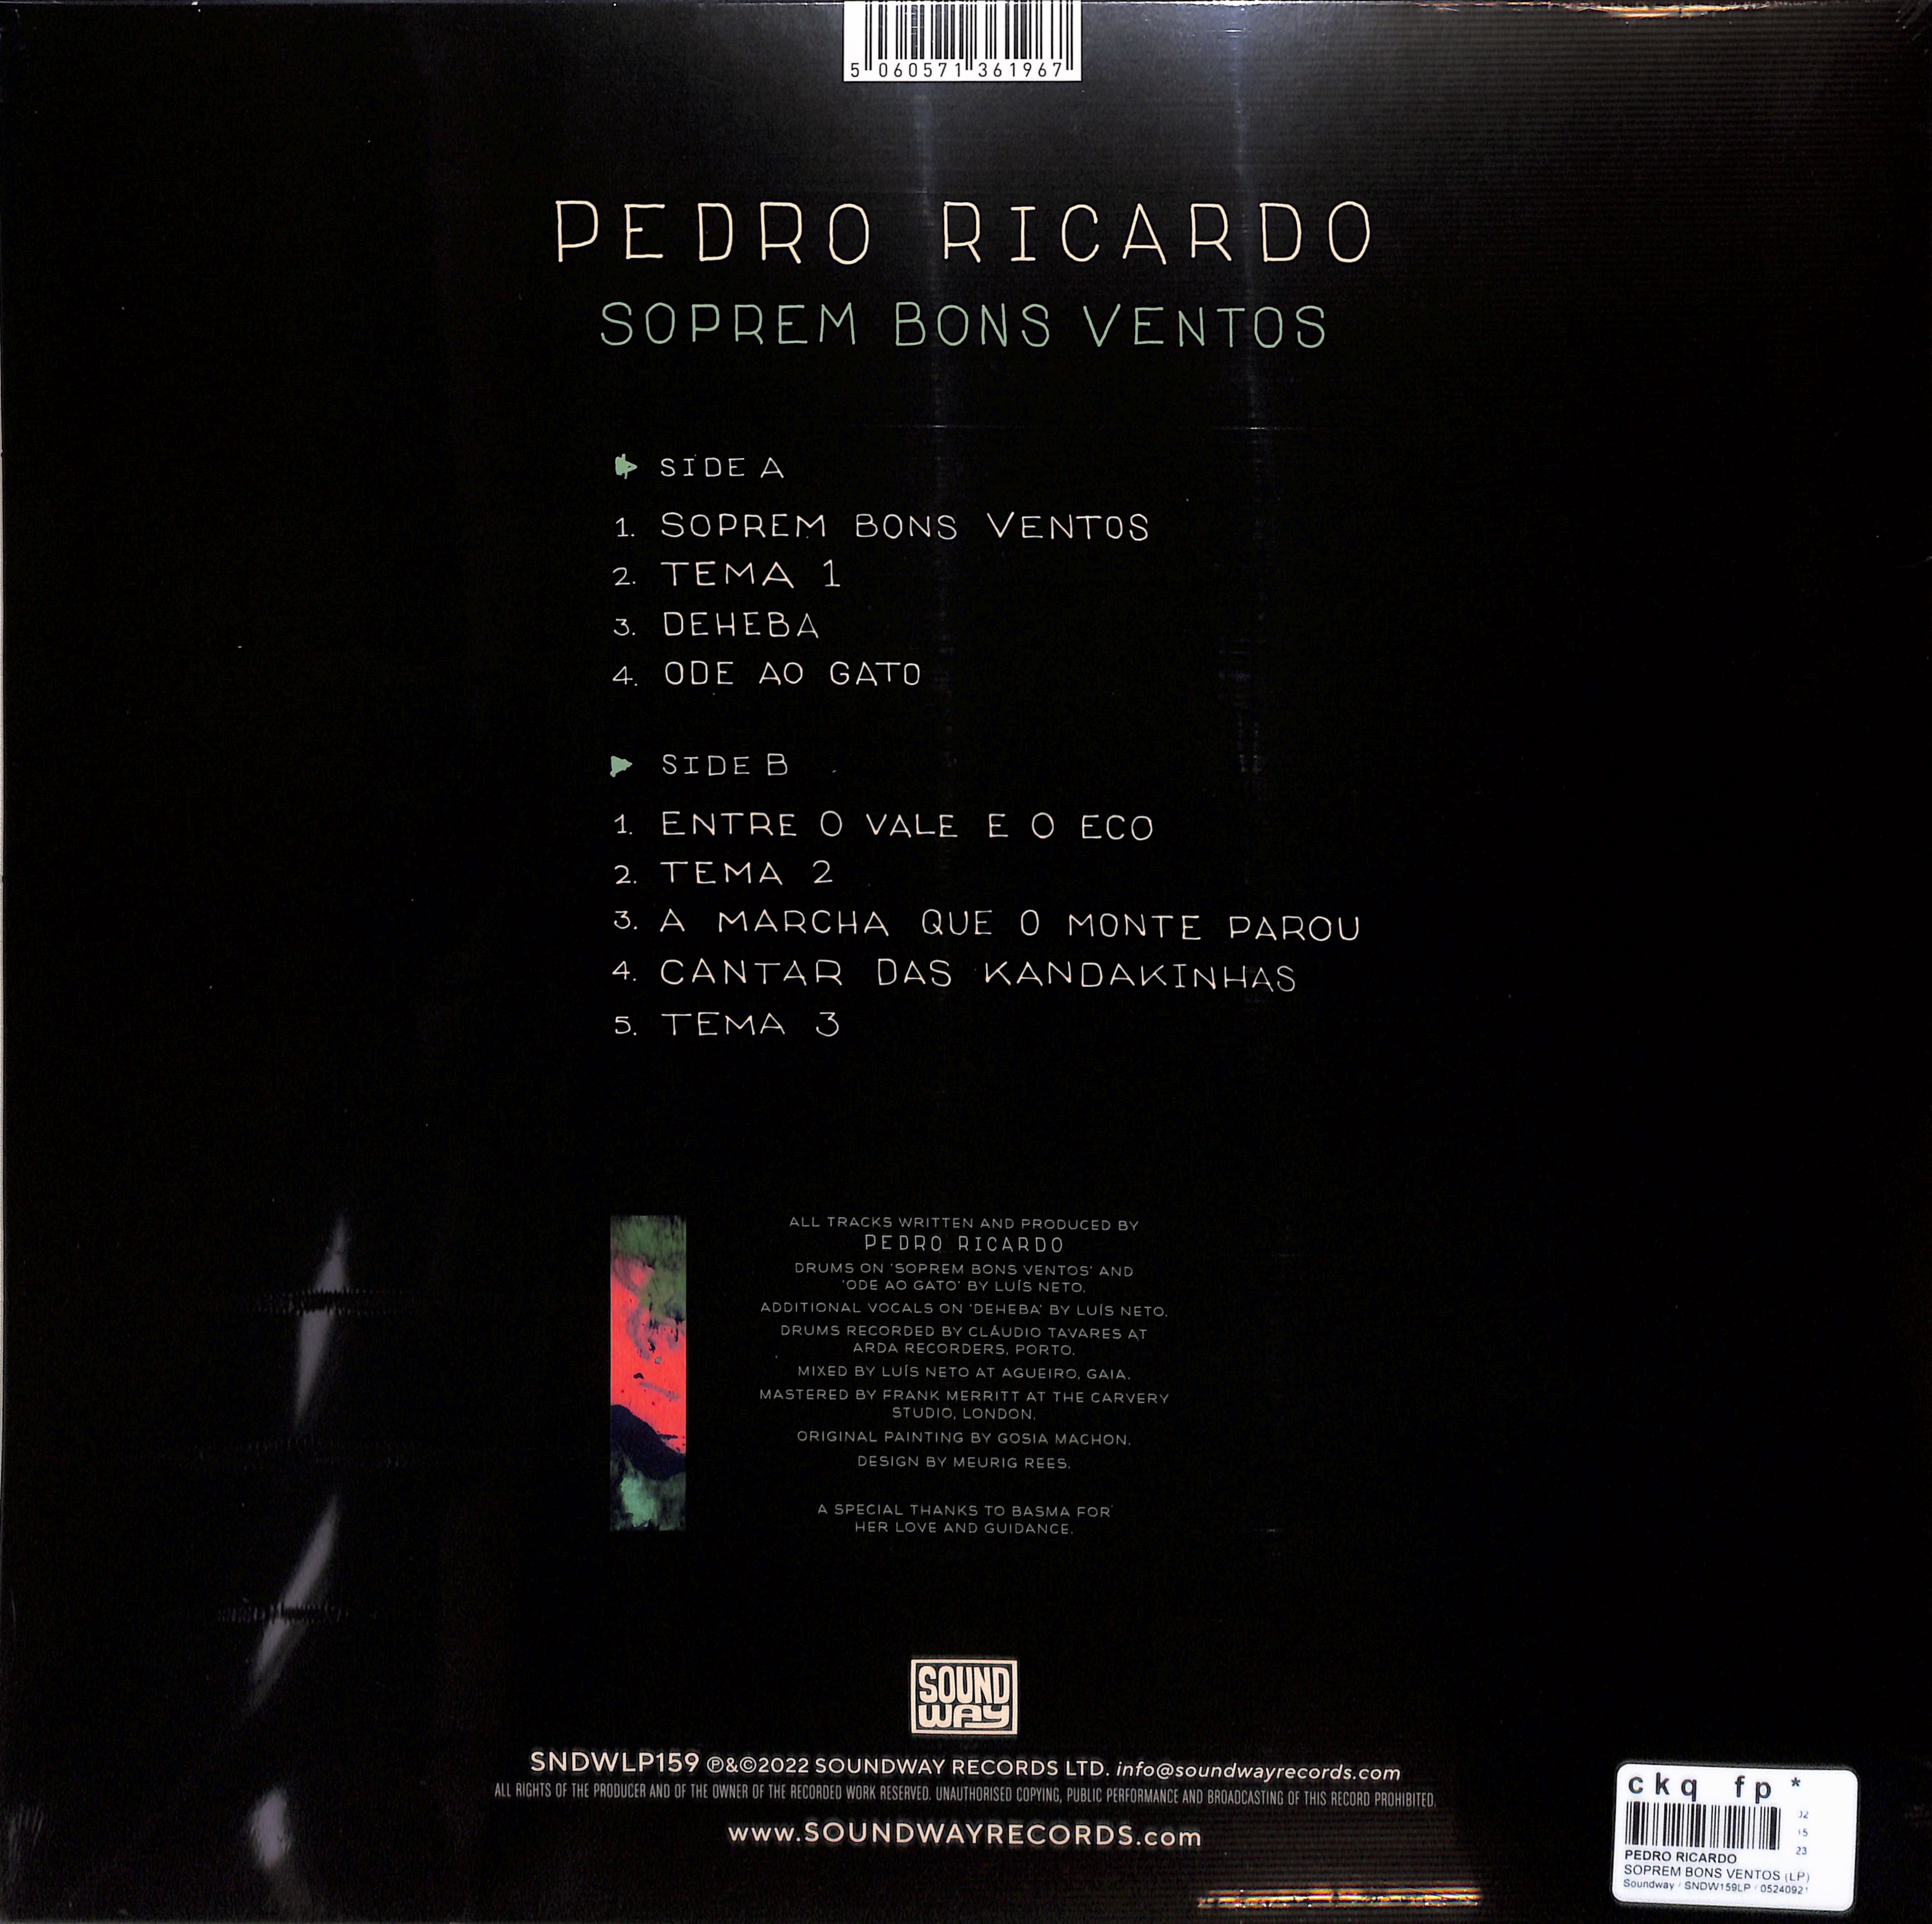 5 060571 361967
PEDRO RICARDO
SOPREM BONS VENTOS
SIDE A
1. SOPREM BONS VENTOS
2. TEMA 1
3. DEHEBA
4. ODE AO GATO
SIDE B
1. ENTRE O VALE E O ECO
2. TEMA 2
3. A MARCHA QUE O MONTE PAROU
4. CANTAR DAS KANDAKINHAS
5. TEMA 3
ALL TRACKS WRITTEN AND PRODUCED BY
PEDRO RICARDO
DRUMS ON 'SOPREM BONS VENTOS' AND
'ODE AO GATO' BY LUÍS NETO.
ADDITIONAL VOCALS ON 'DEHEBA' BY LUÍS NETO.
DRUMS RECORDED BY CLÁUDIO TAVARES AT
ARDA RECORDERS, PORTO.
MIXED BY LUÍS NETO AT AGUEIRO, GAIA.
MASTERED BY FRANK MERRITT AT THE CARVERY
STUDIO, LONDON.
ORIGINAL PAINTING BY GOSIA MACHON.
DESIGN BY MEURIG REES.
A SPECIAL THANKS TO BASMA FOR
HER LOVE AND GUIDANCE.
SOUND
WAY
SNDWLP159 ℗&©2022 SOUNDWAY RECORDS LTD. info@soundwayrecords.com
ALL RIGHTS OF THE PRODUCER AND OF THE OWNER OF THE RECORDED WORK RESERVED. UNAUTHORISED COPYING, PUBLIC PERFORMANCE AND BROADCASTING OF THIS RECORD PROHIBITED.
www.SOUNDWAYRECORDS.com
ckq fp *
23
PEDRO RICARDO
SOPREM BONS VENTOS (LP)
Soundway / SNDW159LP /